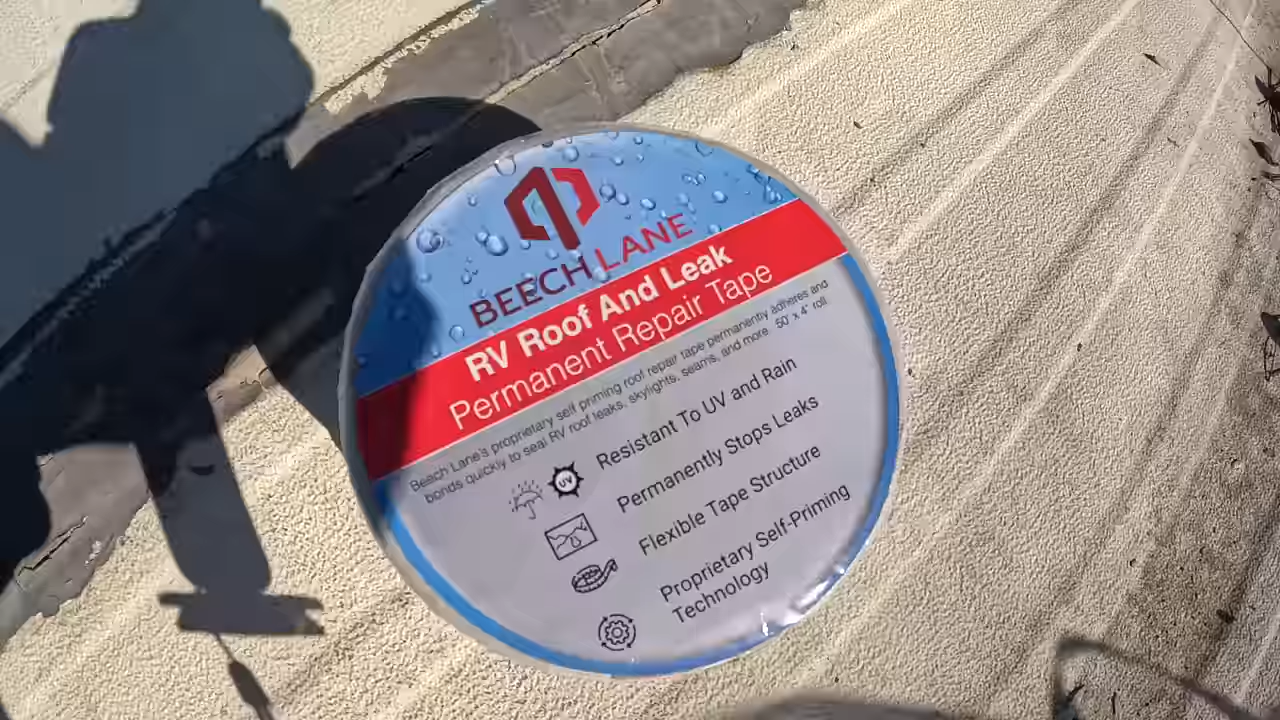 BEECH LANE
RV Roof And Leak
Permanent Repair Tape
Beech Lane's proprietary self priming roof repair tape permanently adheres and
bonds quickly to seal RV roof leaks, skylights, seams, and more. 50' x 4" roll
UV
Resistant To UV and Rain
Permanently Stops Leaks
Flexible Tape Structure
Proprietary Self-Priming
Technology